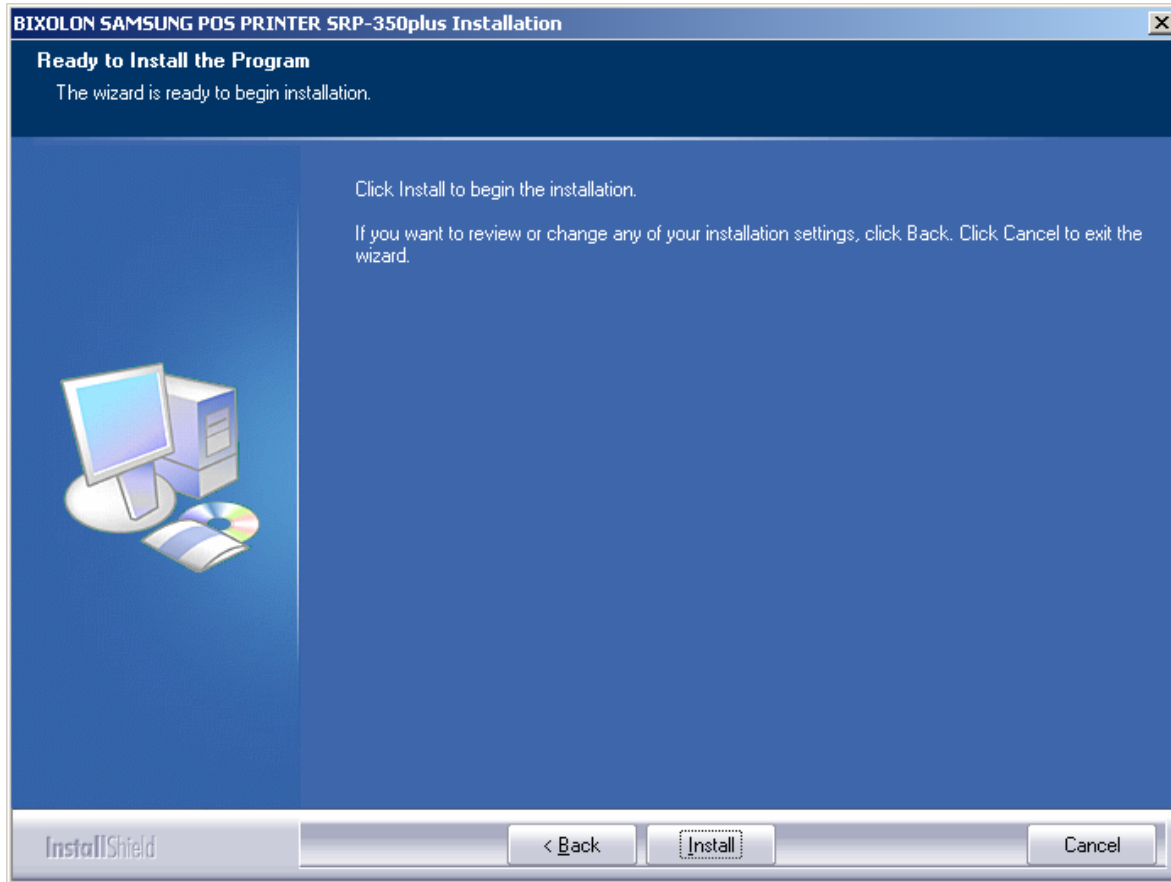 BIXOLON SAMSUNG POS PRINTER SRP-350plus Installation
Ready to Install the Program
The wizard is ready to begin installation.
Click Install to begin the installation.
If you want to review or change any of your installation settings, click Back. Click Cancel to exit the
wizard.
InstallShield
< Back
Install
Cancel